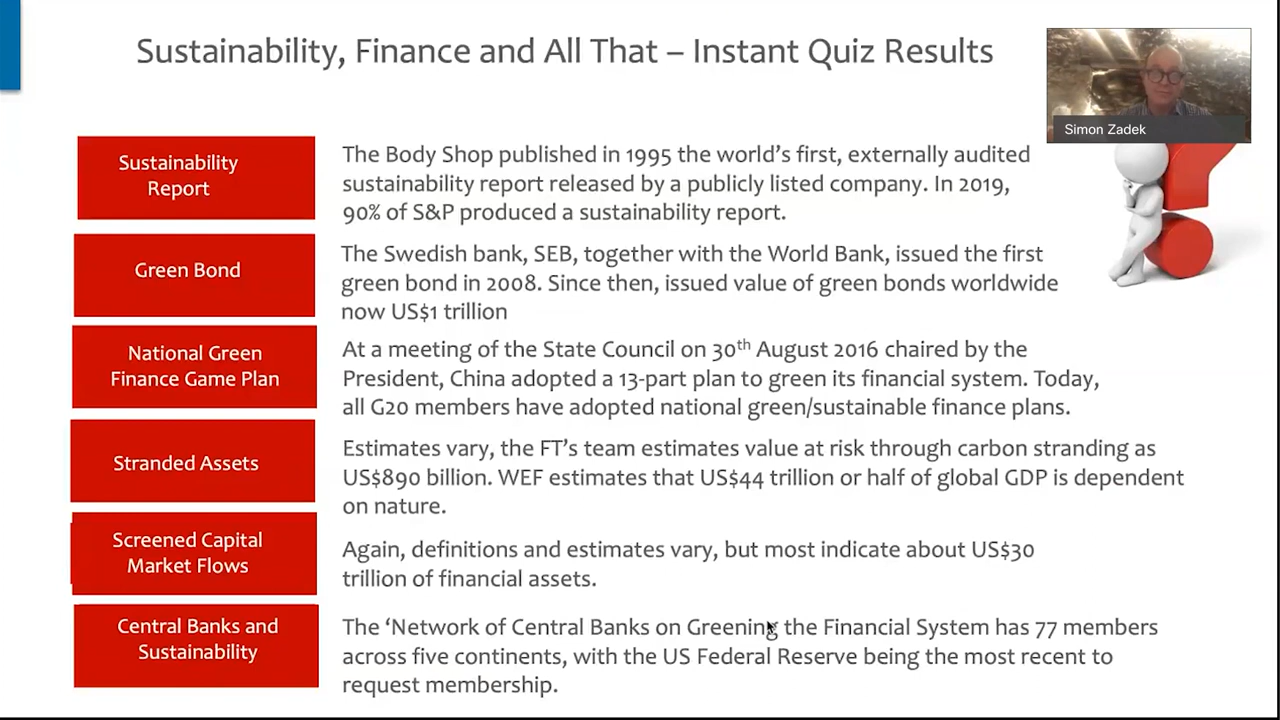 Sustainability, Finance and All That – Instant Quiz Results
Simon Zadek
Sustainability
Report
The Body Shop published in 1995 the world's first, externally audited
sustainability report released by a publicly listed company. In 2019,
90% of S&P produced a sustainability report.
Green Bond
The Swedish bank, SEB, together with the World Bank, issued the first
green bond in 2008. Since then, issued value of green bonds worldwide
now US$1 trillion
National Green
Finance Game Plan
At a meeting of the State Council on 30th August 2016 chaired by the
President, China adopted a 13-part plan to green its financial system. Today,
all G20 members have adopted national green/sustainable finance plans.
Stranded Assets
Estimates vary, the FT's team estimates value at risk through carbon stranding as
US$890 billion. WEF estimates that US$44 trillion or half of global GDP is dependent
on nature.
Screened Capital
Market Flows
Again, definitions and estimates vary, but most indicate about US$30
trillion of financial assets.
Central Banks and
Sustainability
The ‘Network of Central Banks on Greening the Financial System has 77 members
across five continents, with the US Federal Reserve being the most recent to
request membership.